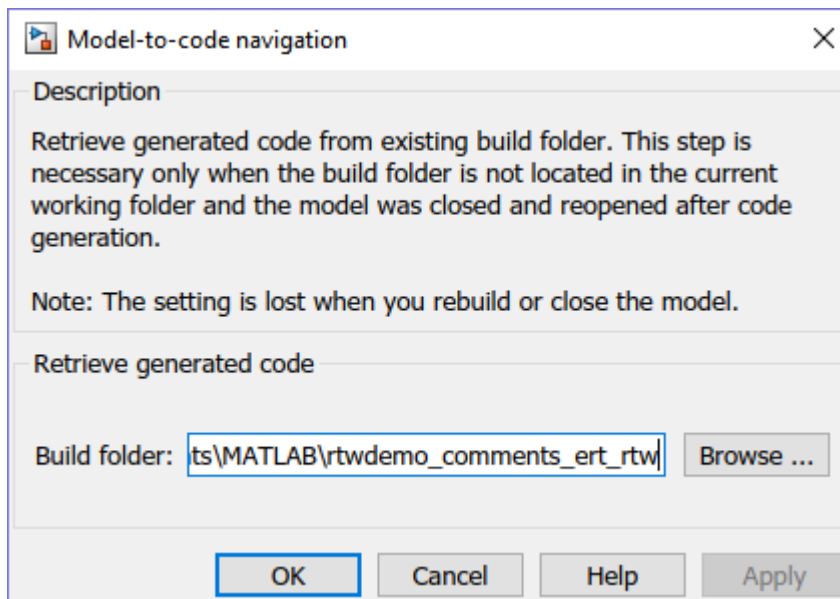 Model-to-code navigation
Description
Retrieve generated code from existing build folder. This step is
necessary only when the build folder is not located in the current
working folder and the model was closed and reopened after code
generation.
Note: The setting is lost when you rebuild or close the model.
Retrieve generated code
Build folder: ts\MATLAB\rtwdemo_comments_ert_rtw Browse ...
OK Cancel Help Apply